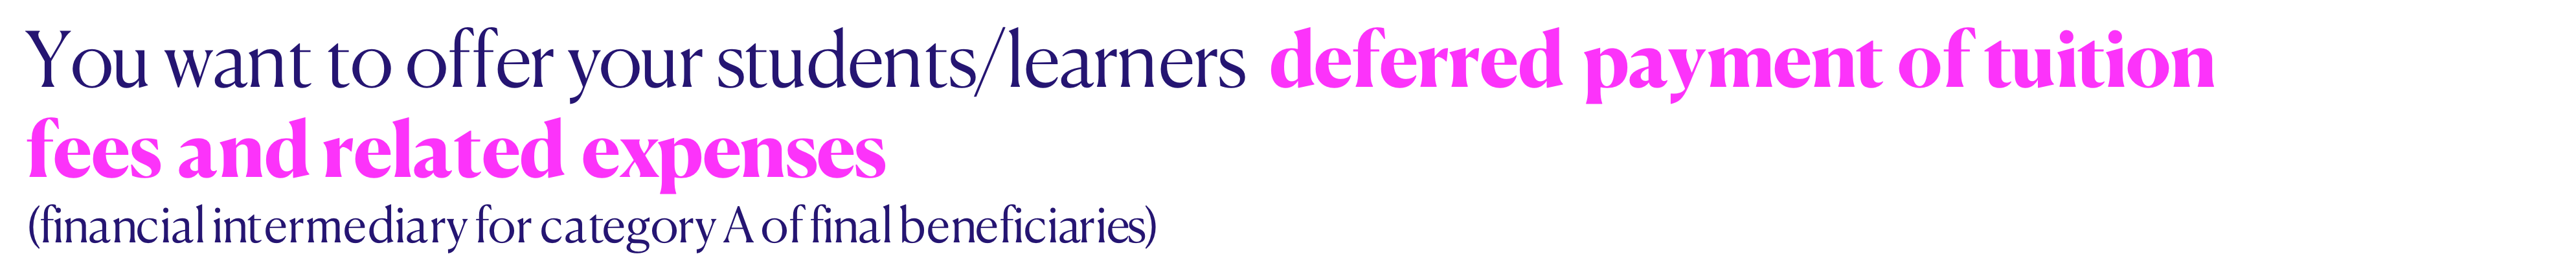 You want to offer your students/learners deferred payment of tuition
fees and related expenses
(financial intermediary for category A of final beneficiaries)